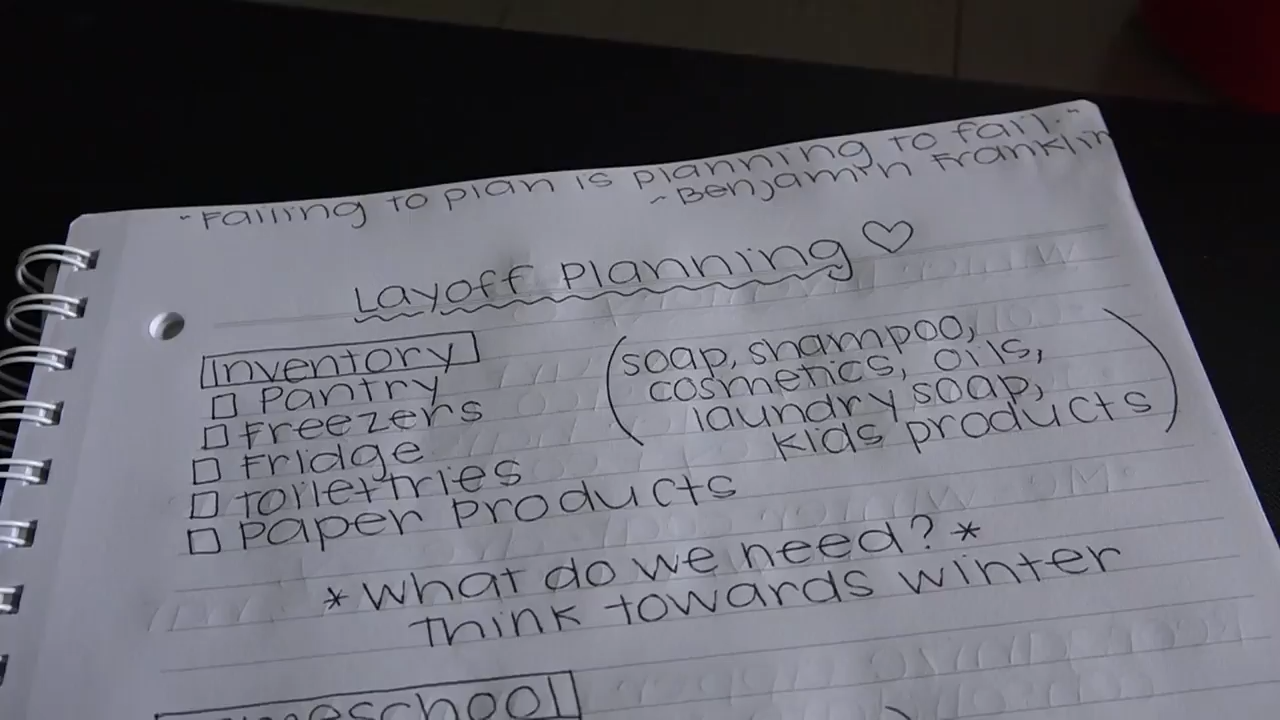 "Failing to plan is planning to fail."
~Benjamin Franklin
Layoff Planning ♡
Inventory
☐ Pantry
☐ Freezers
☐ Fridge
☐ Toilettries
☐ Paper Products
(soap, shampoo,
cosmetics, oils,
laundry soap,
kids products)
*What do we need?*
Think towards winter